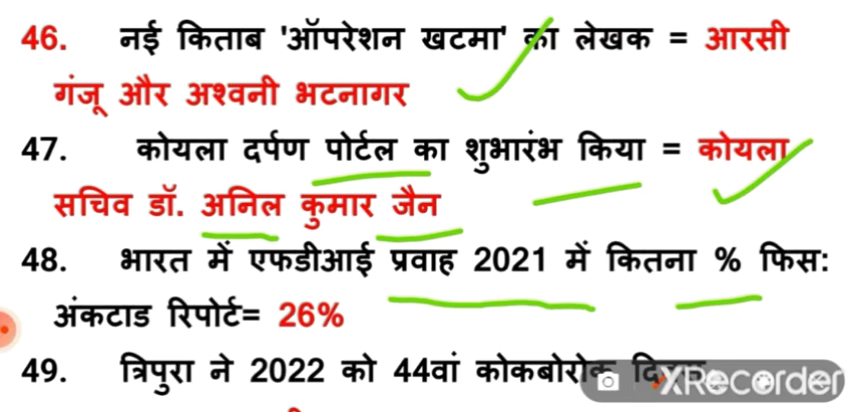 46. नई किताब 'ऑपरेशन खटमा' का लेखक = आरसी
गंजू और अश्वनी भटनागर
47. कोयला दर्पण पोर्टल का शुभारंभ किया = कोयला
सचिव डॉ. अनिल कुमार जैन
48. भारत में एफडीआई प्रवाह 2021 में कितना % फिस:
अंकटाड रिपोर्ट= 26%
49. त्रिपुरा ने 2022 को 44वां कोकबोरोक
XRecorder